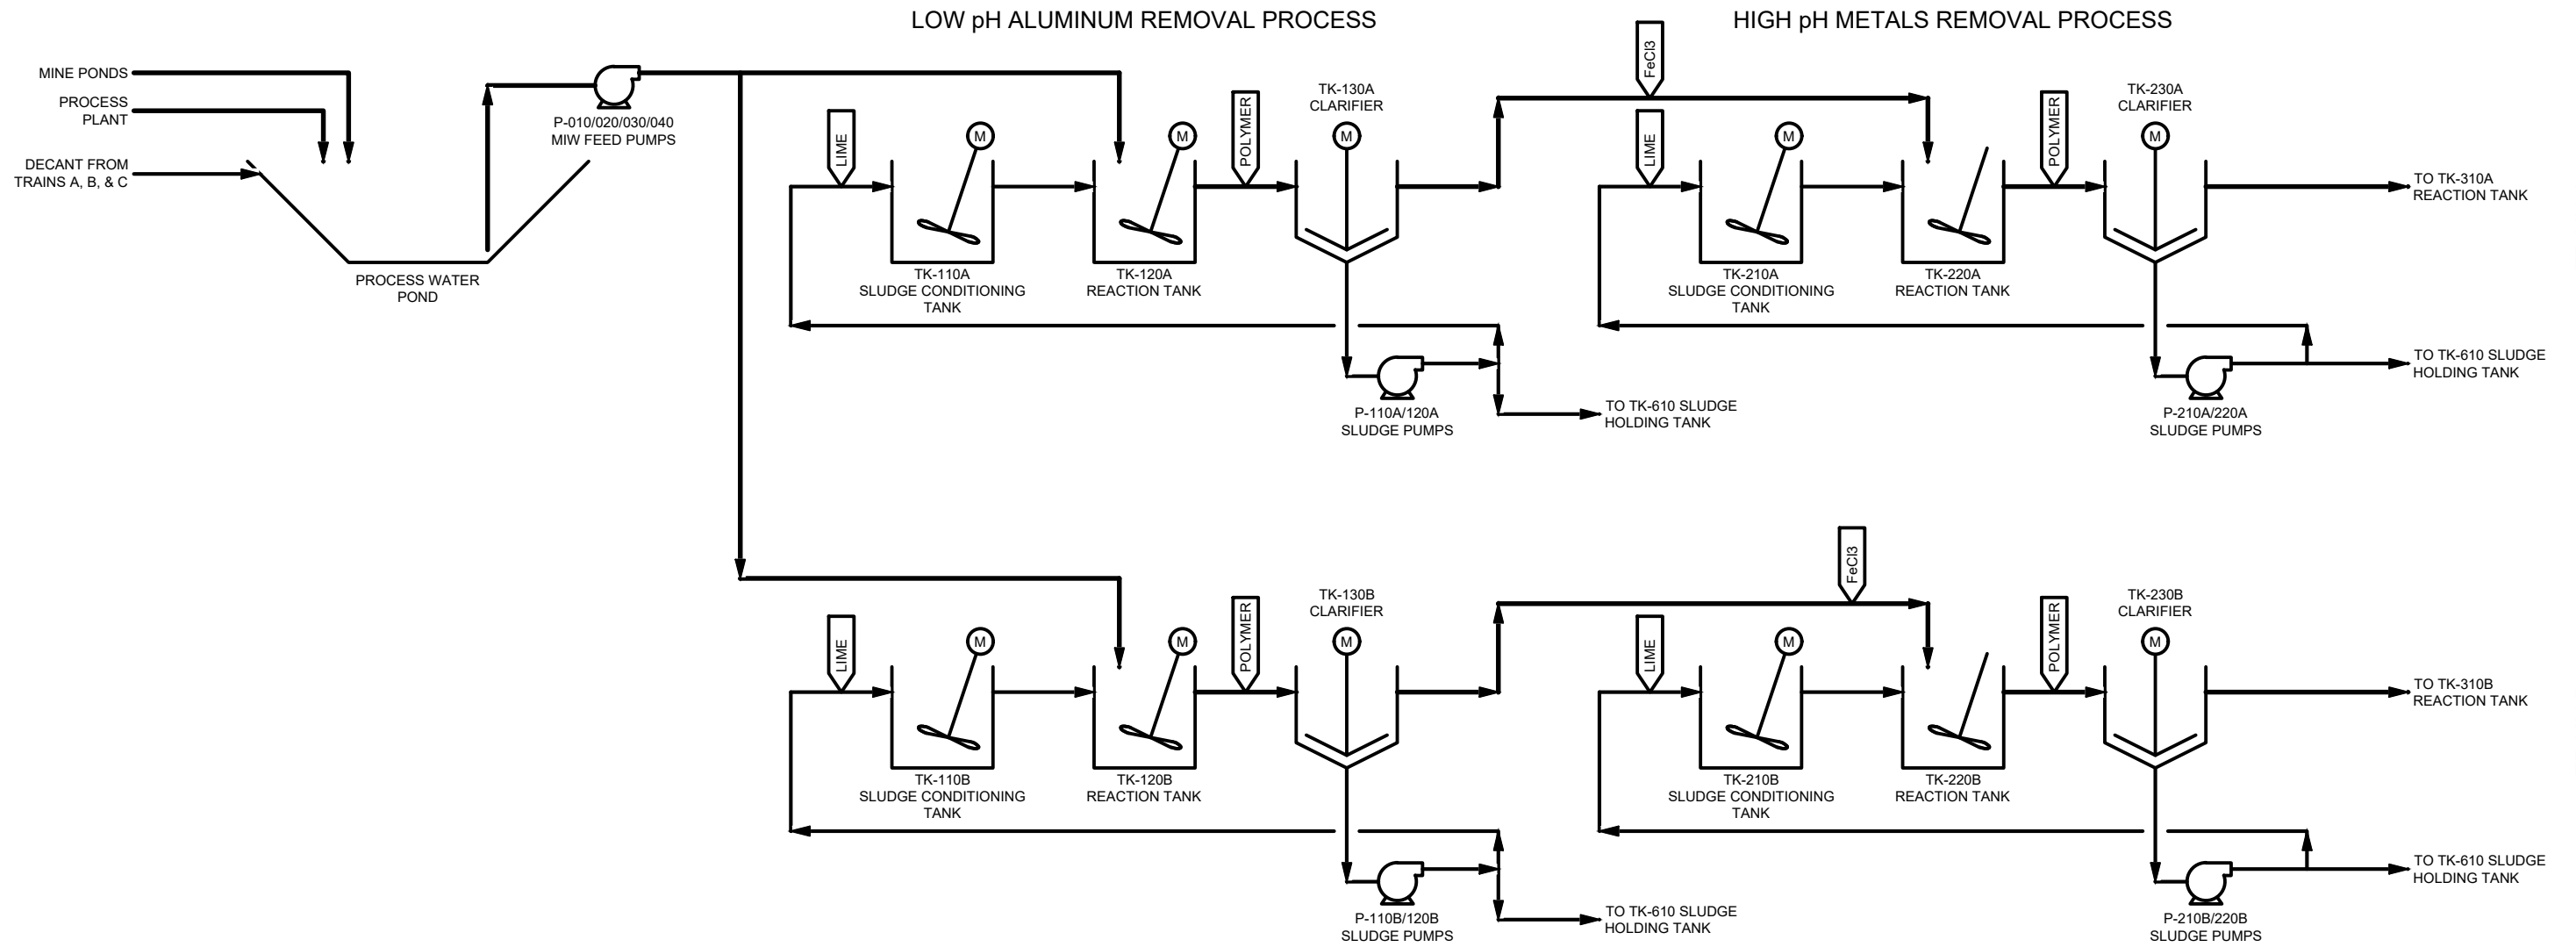 LOW pH ALUMINUM REMOVAL PROCESS
HIGH pH METALS REMOVAL PROCESS
MINE PONDS
PROCESS
PLANT
DECANT FROM
TRAINS A, B, & C
PROCESS WATER
POND
P-010/020/030/040
MIW FEED PUMPS
LIME
M
TK-110A
SLUDGE CONDITIONING
TANK
M
TK-120A
REACTION TANK
POLYMER
TK-130A
CLARIFIER
M
P-110A/120A
SLUDGE PUMPS
TO TK-610 SLUDGE
HOLDING TANK
FeCl3
LIME
M
TK-210A
SLUDGE CONDITIONING
TANK
TK-220A
REACTION TANK
POLYMER
TK-230A
CLARIFIER
M
TO TK-310A
REACTION TANK
TO TK-610 SLUDGE
HOLDING TANK
P-210A/220A
SLUDGE PUMPS
LIME
M
TK-110B
SLUDGE CONDITIONING
TANK
M
TK-120B
REACTION TANK
POLYMER
TK-130B
CLARIFIER
M
P-110B/120B
SLUDGE PUMPS
TO TK-610 SLUDGE
HOLDING TANK
FeCl3
LIME
M
TK-210B
SLUDGE CONDITIONING
TANK
TK-220B
REACTION TANK
POLYMER
TK-230B
CLARIFIER
M
TO TK-310B
REACTION TANK
TO TK-610 SLUDGE
HOLDING TANK
P-210B/220B
SLUDGE PUMPS